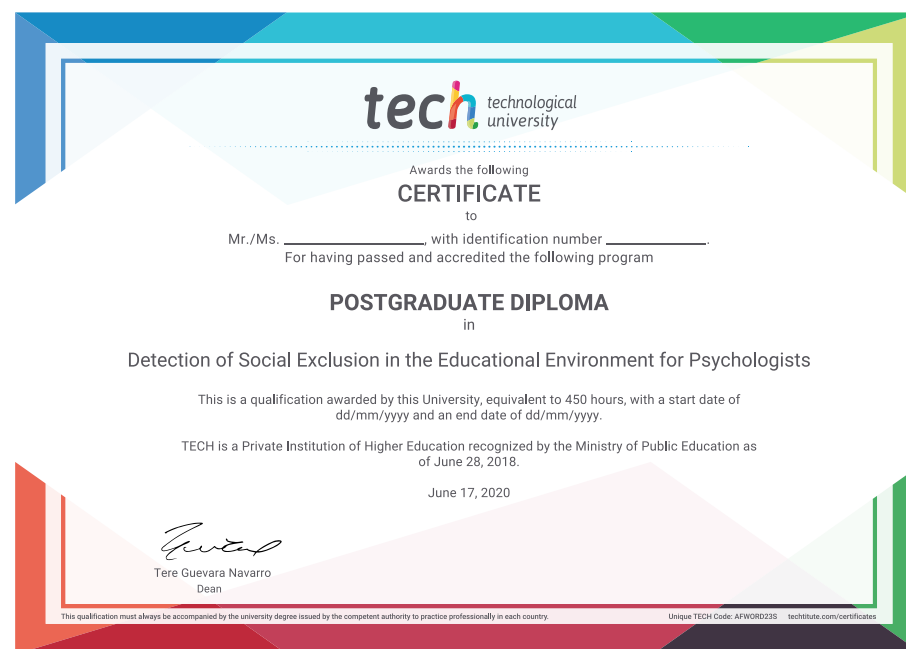 tech technological
university
Awards the following
CERTIFICATE
to
Mr./Ms. ____________, with identification number ____________.
For having passed and accredited the following program
POSTGRADUATE DIPLOMA
in
Detection of Social Exclusion in the Educational Environment for Psychologists
This is a qualification awarded by this University, equivalent to 450 hours, with a start date of
dd/mm/yyyy and an end date of dd/mm/yyyy.
TECH is a Private Institution of Higher Education recognized by the Ministry of Public Education as
of June 28, 2018.
June 17, 2020
Tere Guevara Navarro
Dean
This qualification must always be accompanied by the university degree issued by the competent authority to practice professionally in each country.
Unique TECH Code: AFWORD23S techtitute.com/certificates